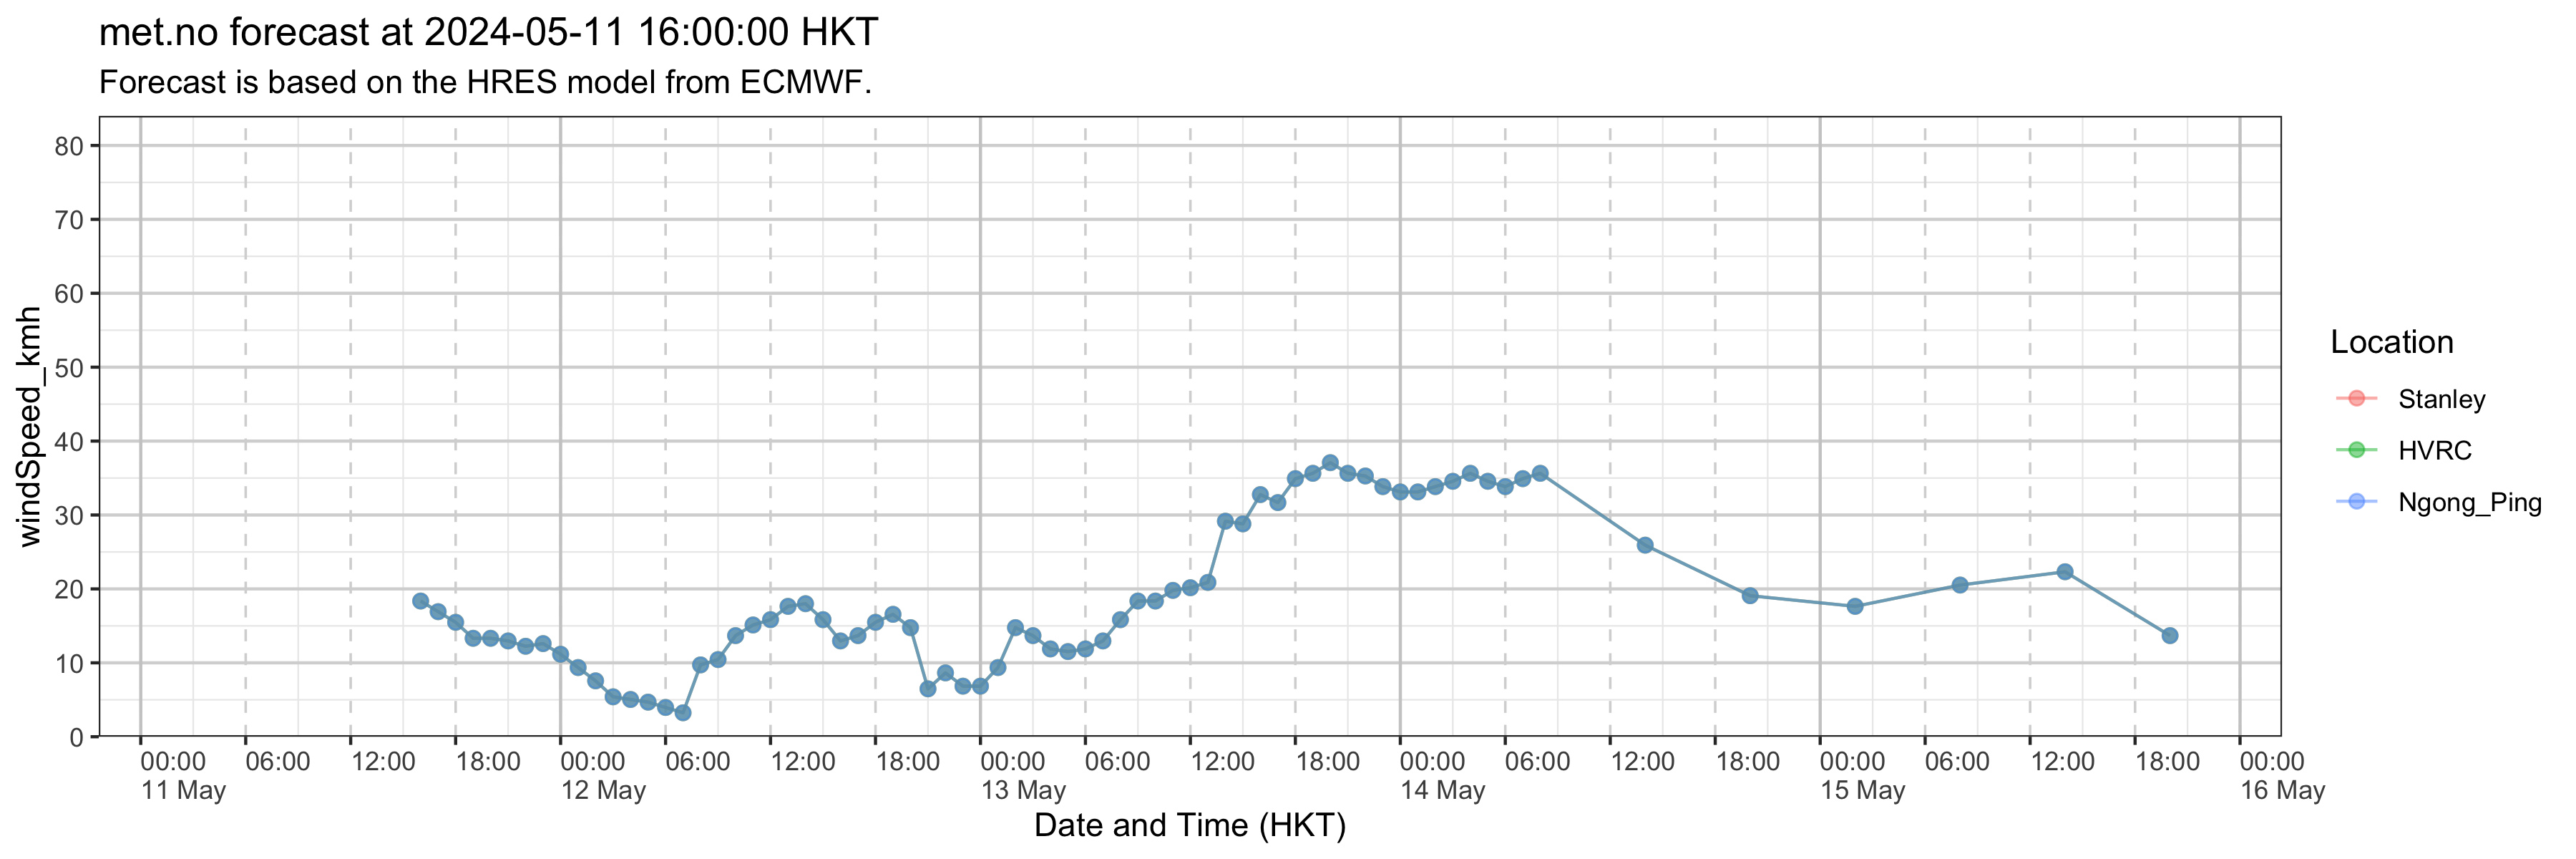 met.no forecast at 2024-05-11 16:00:00 HKT
Forecast is based on the HRES model from ECMWF.
windSpeed_kmh
80
70
60
50
40
30
20
10
0
00:00 06:00 12:00 18:00 00:00 06:00 12:00 18:00 00:00 06:00 12:00 18:00 00:00 06:00 12:00 18:00 00:00 06:00 12:00 18:00 00:00
11 May 12 May 13 May 14 May 15 May 16 May
Date and Time (HKT)
Location
Stanley
HVRC
Ngong_Ping